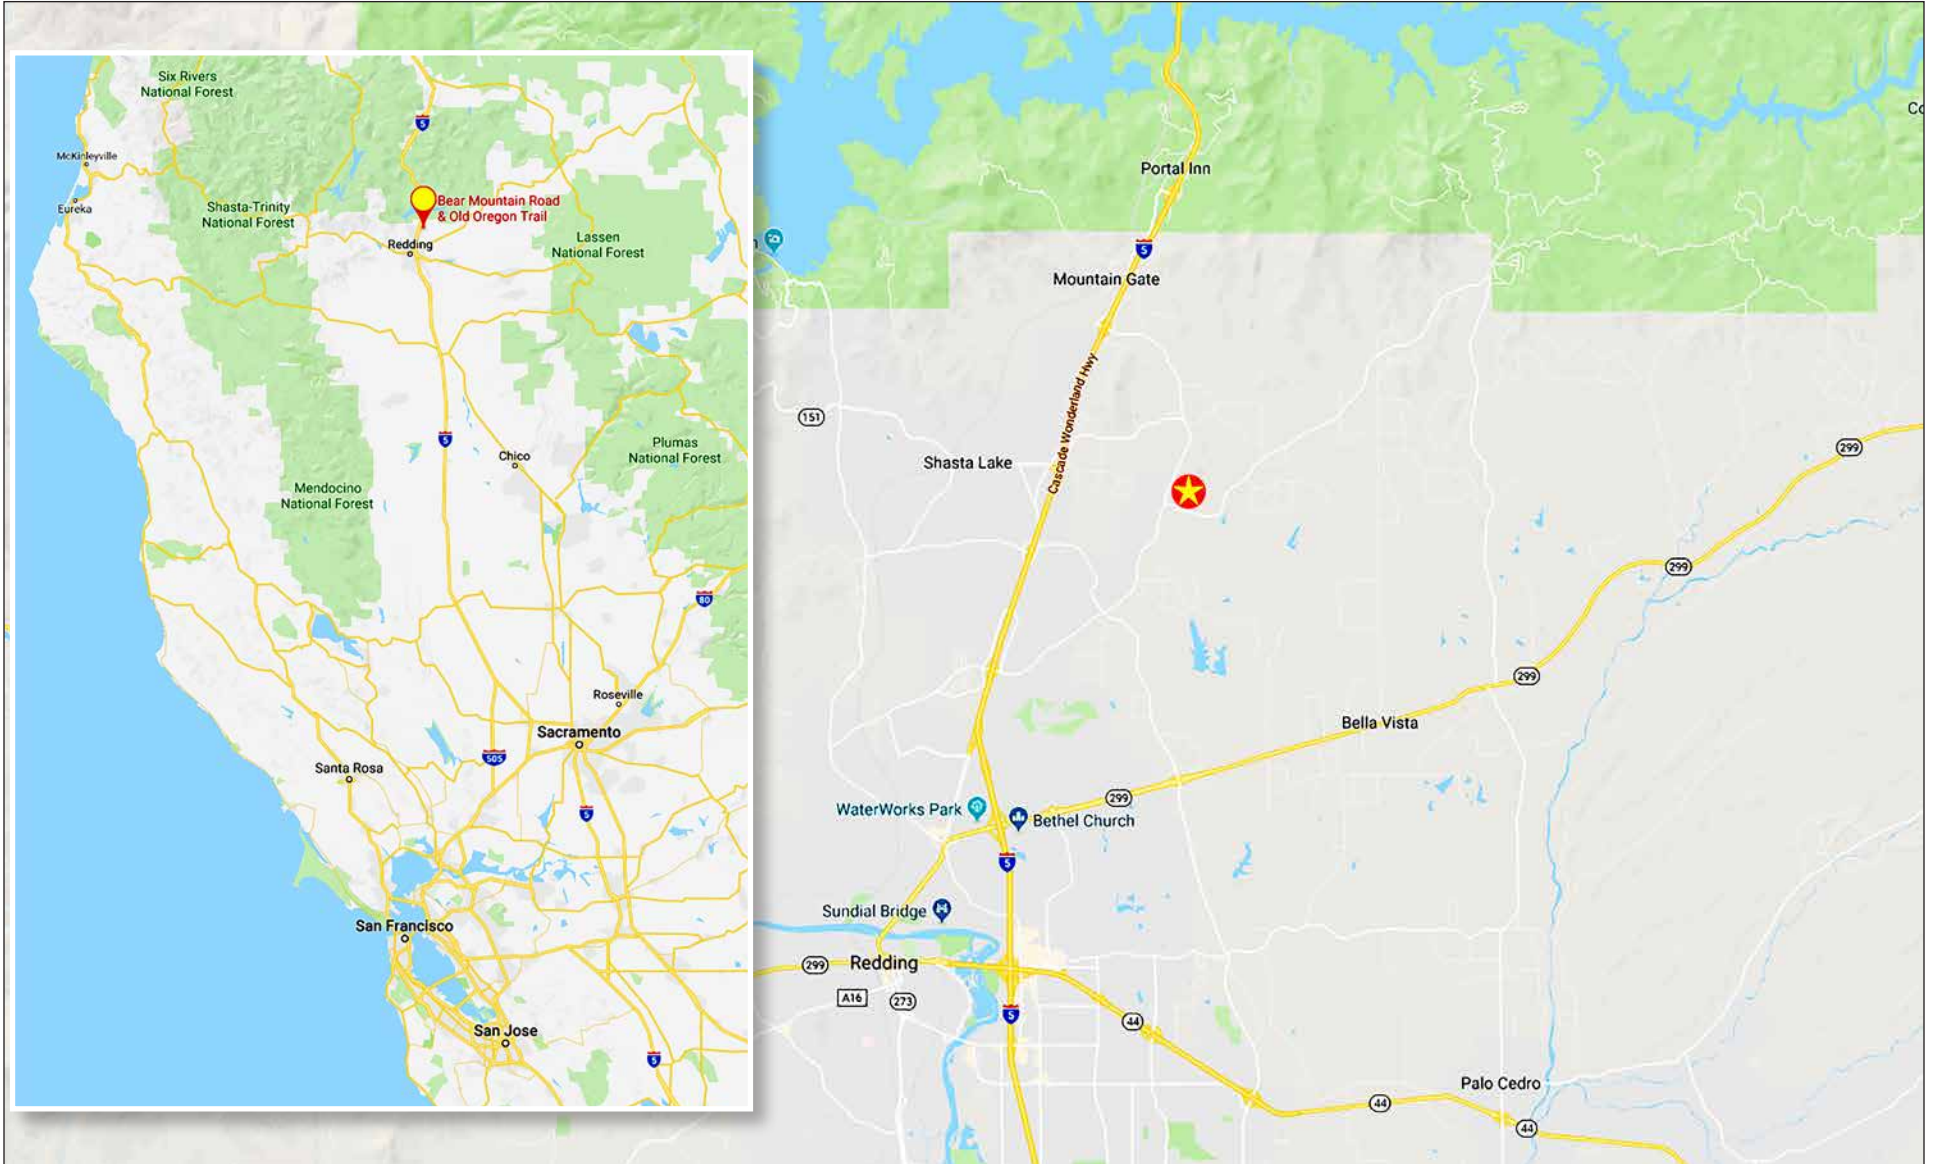 Six Rivers
National Forest
5
McKinleyville
Eureka
Shasta-Trinity
National Forest
Bear Mountain Road
& Old Oregon Trail
Redding
Lassen
National Forest
5
Chico
Plumas
National Forest
Mendocino
National Forest
80
Roseville
Sacramento
505
Santa Rosa
5
San Francisco
San Jose
5
Portal Inn
5
Mountain Gate
Cascade Wonderland Hwy
151
Shasta Lake
299
299
299
Bella Vista
299
WaterWorks Park
Bethel Church
5
Sundial Bridge
299
Redding
A16
273
5
44
Palo Cedro
44
44